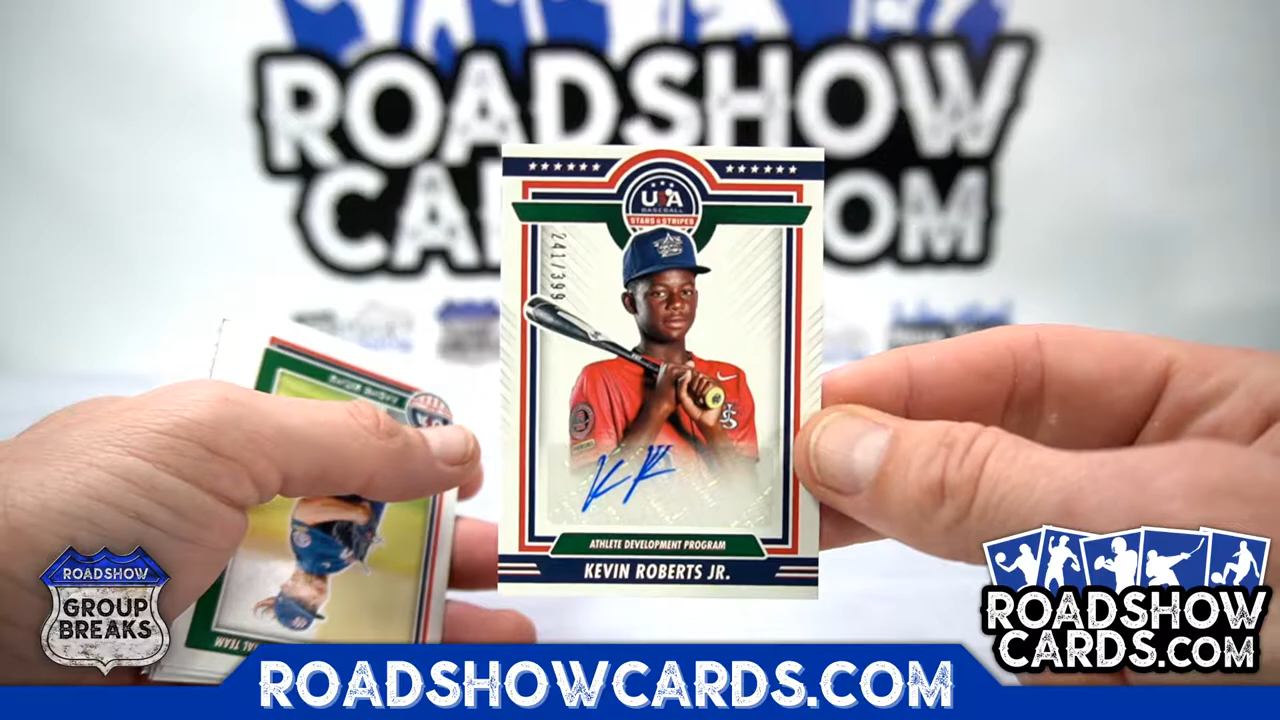 ROADSHOW
CA .COM
USA
BASEBALL
STARS & STRIPES
241/399
ATHLETE DEVELOPMENT PROGRAM
KEVIN ROBERTS JR.
ROADSHOW
GROUP
BREAKS
ROADSHOWCARDS.COM
ROADSHOW
CARDS.COM